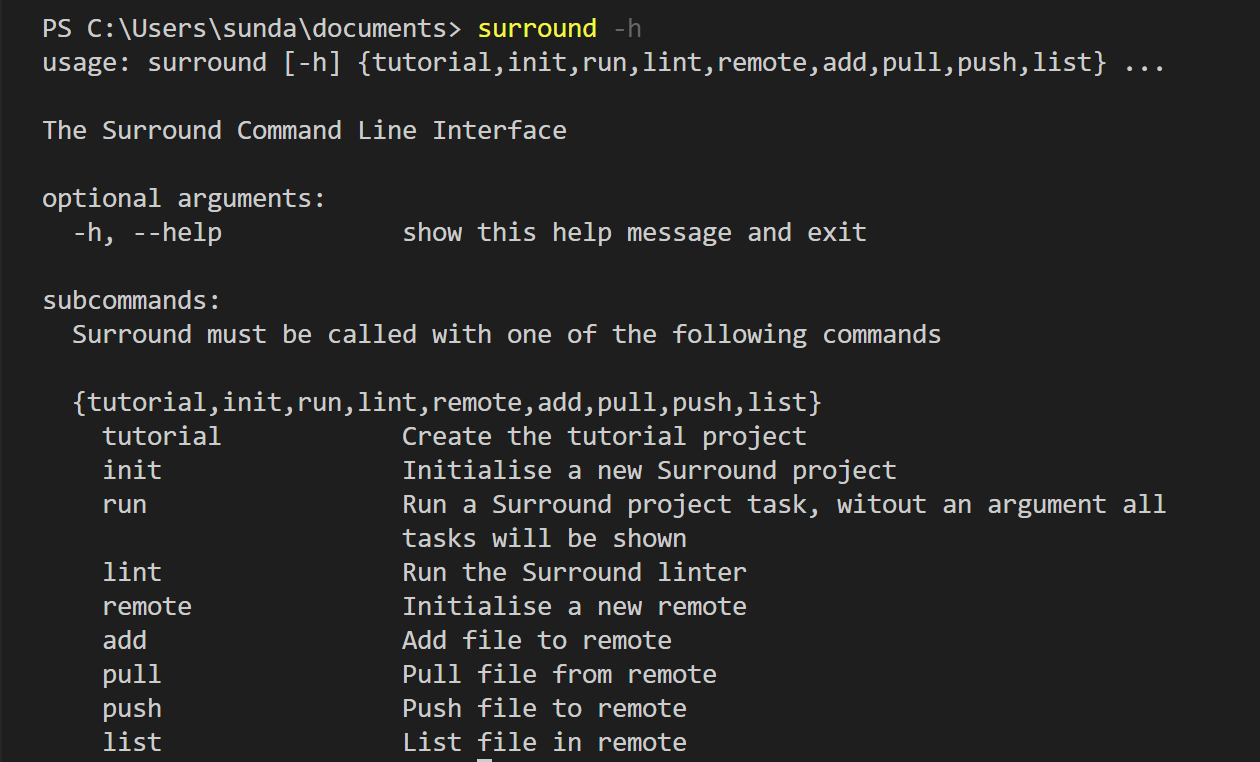 PS C:\Users\sunda\documents> surround -h
usage: surround [-h] {tutorial,init,run,lint,remote,add,pull,push,list} ...
The Surround Command Line Interface
optional arguments:
-h, --help show this help message and exit
subcommands:
Surround must be called with one of the following commands
{tutorial,init,run,lint,remote,add,pull,push,list}
tutorial Create the tutorial project
init Initialise a new Surround project
run Run a Surround project task, witout an argument all
tasks will be shown
lint Run the Surround linter
remote Initialise a new remote
add Add file to remote
pull Pull file from remote
push Push file to remote
list List file in remote